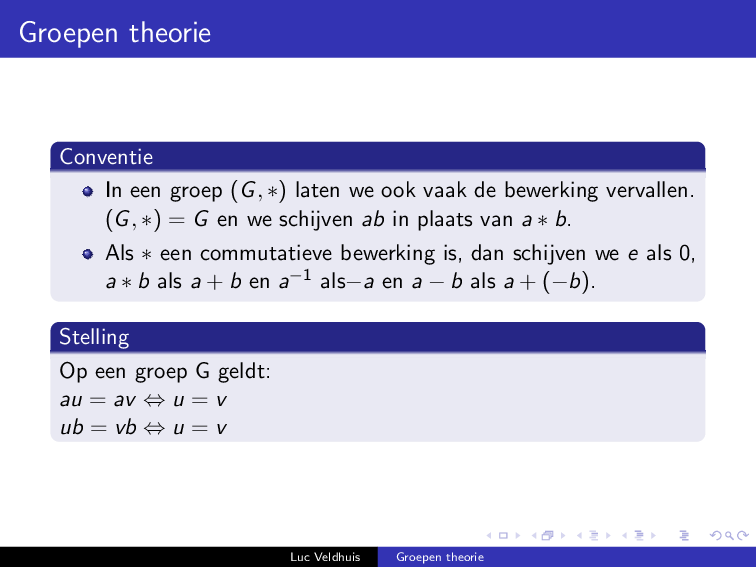 Groepen theorie
Conventie
In een groep (G, ∗) laten we ook vaak de bewerking vervallen.
(G, ∗) = G en we schijven ab in plaats van a ∗ b.
Als ∗ een commutatieve bewerking is, dan schijven we e als 0,
a ∗ b als a + b en a⁻¹ als−a en a − b als a + (−b).
Stelling
Op een groep G geldt:
au = av ⇔ u = v
ub = vb ⇔ u = v
Luc Veldhuis Groepen theorie